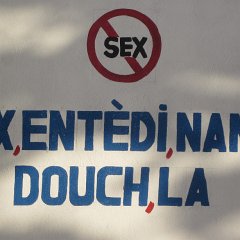 SEX
X,ENTÈDI,NAN
DOUCH,LA